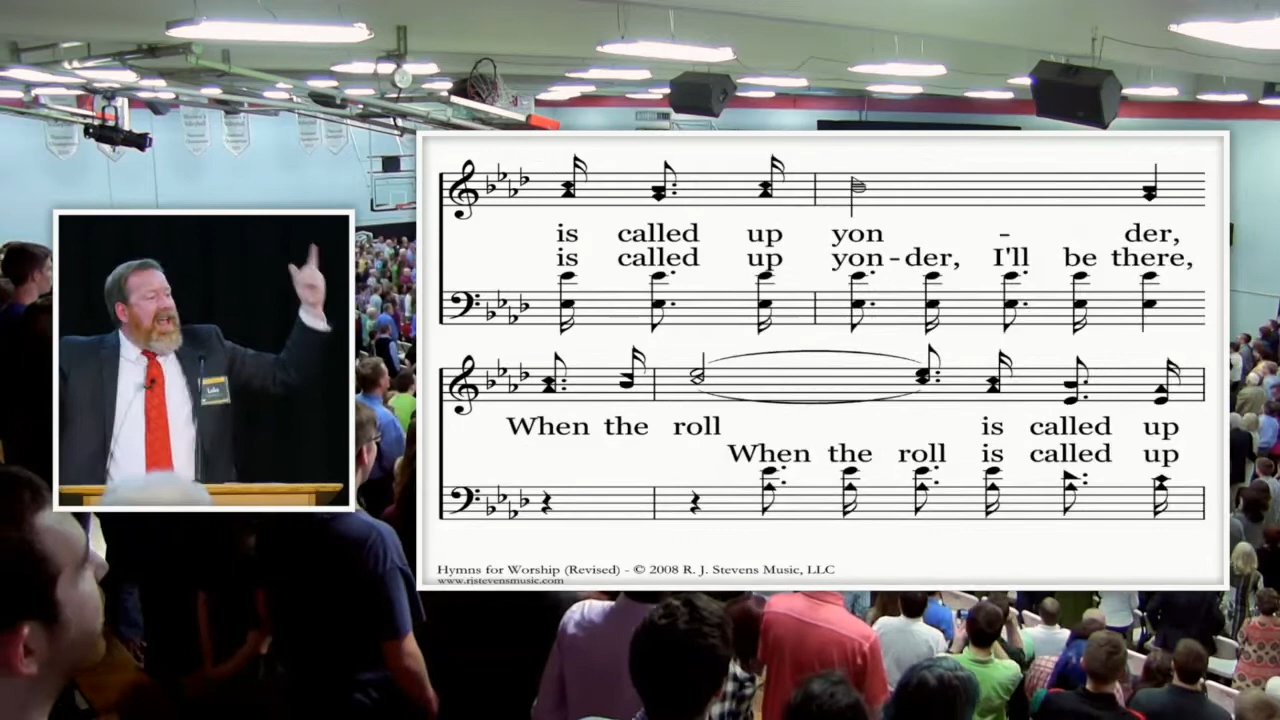 is called up yon - der,
is called up yon-der, I'll be there,
When the roll is called up
When the roll is called up
Hymns for Worship (Revised) - © 2008 R. J. Stevens Music, LLC
www.rjstevensmusic.com